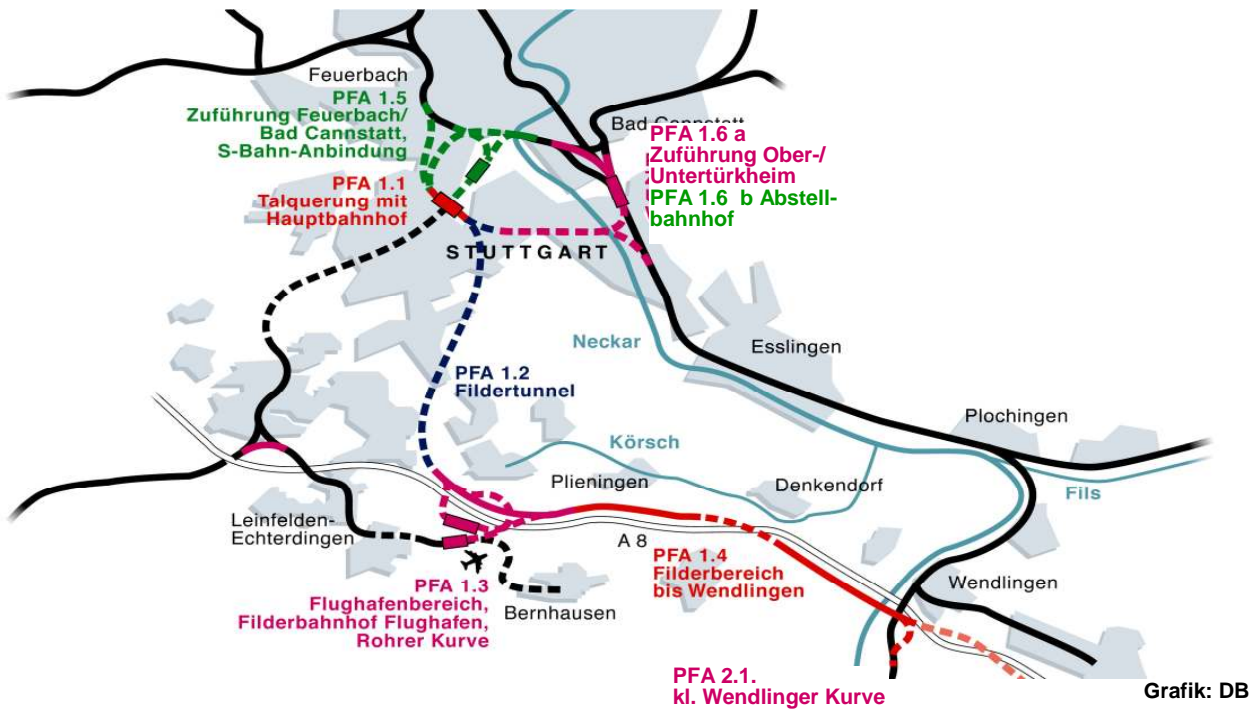 Feuerbach
PFA 1.5
Zuführung Feuerbach/
Bad Cannstatt,
S-Bahn-Anbindung
Bad Cannstatt
PFA 1.6 a
Zuführung Ober-/
Untertürkheim
PFA 1.6 b Abstell-
bahnhof
PFA 1.1
Talquerung mit
Hauptbahnhof
STUTTGART
Neckar
Esslingen
PFA 1.2
Fildertunnel
Plochingen
Körsch
Plieningen
Denkendorf
Fils
Leinfelden-
Echterdingen
A 8
PFA 1.4
Filderbereich
bis Wendlingen
Wendlingen
PFA 1.3
Flughafenbereich,
Filderbahnhof Flughafen,
Rohrer Kurve
Bernhausen
PFA 2.1.
kl. Wendlinger Kurve
Grafik: DB